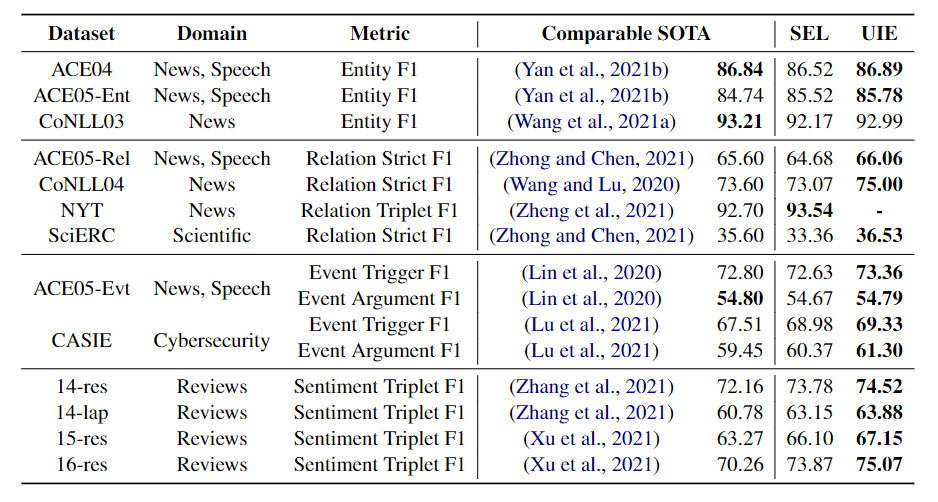 Dataset Domain Metric Comparable SOTA SEL UIE
ACE04 News, Speech Entity F1 (Yan et al., 2021b) 86.84 86.52 86.89
ACE05-Ent News, Speech Entity F1 (Yan et al., 2021b) 84.74 85.52 85.78
CoNLL03 News Entity F1 (Wang et al., 2021a) 93.21 92.17 92.99
ACE05-Rel News, Speech Relation Strict F1 (Zhong and Chen, 2021) 65.60 64.68 66.06
CoNLL04 News Relation Strict F1 (Wang and Lu, 2020) 73.60 73.07 75.00
NYT News Relation Triplet F1 (Zheng et al., 2021) 92.70 93.54 -
SciERC Scientific Relation Strict F1 (Zhong and Chen, 2021) 35.60 33.36 36.53
ACE05-Evt News, Speech Event Trigger F1 (Lin et al., 2020) 72.80 72.63 73.36
Event Argument F1 (Lin et al., 2020) 54.80 54.67 54.79
CASIE Cybersecurity Event Trigger F1 (Lu et al., 2021) 67.51 68.98 69.33
Event Argument F1 (Lu et al., 2021) 59.45 60.37 61.30
14-res Reviews Sentiment Triplet F1 (Zhang et al., 2021) 72.16 73.78 74.52
14-lap Reviews Sentiment Triplet F1 (Zhang et al., 2021) 60.78 63.15 63.88
15-res Reviews Sentiment Triplet F1 (Xu et al., 2021) 63.27 66.10 67.15
16-res Reviews Sentiment Triplet F1 (Xu et al., 2021) 70.26 73.87 75.07